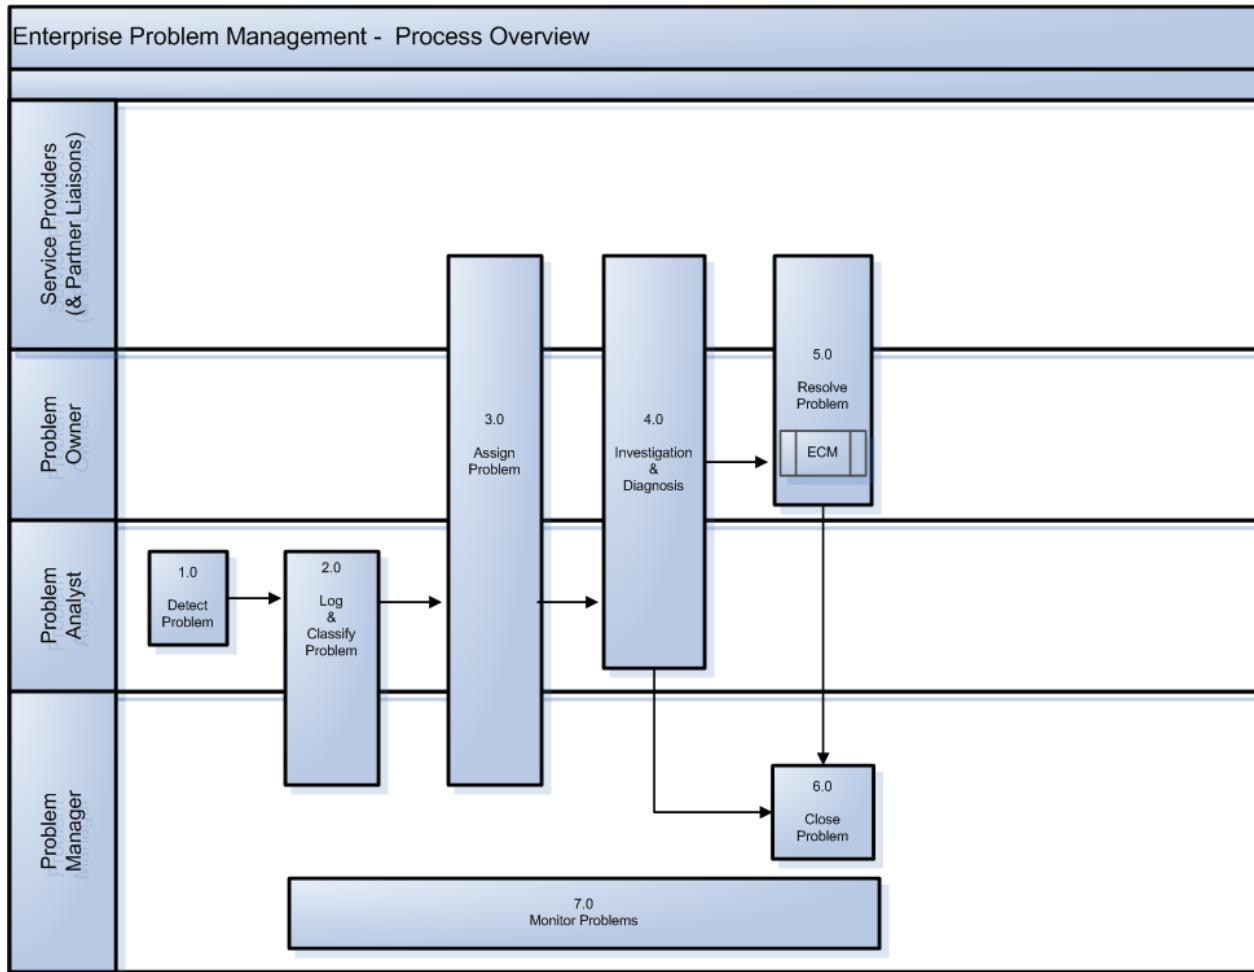 Enterprise Problem Management -  Process Overview
Service Providers
(& Partner Liaisons)
Problem
Owner
Problem
Analyst
Problem
Manager
1.0
Detect
Problem
2.0
Log
&
Classify
Problem
3.0
Assign
Problem
4.0
Investigation
&
Diagnosis
5.0
Resolve
Problem
ECM
6.0
Close
Problem
7.0
Monitor Problems